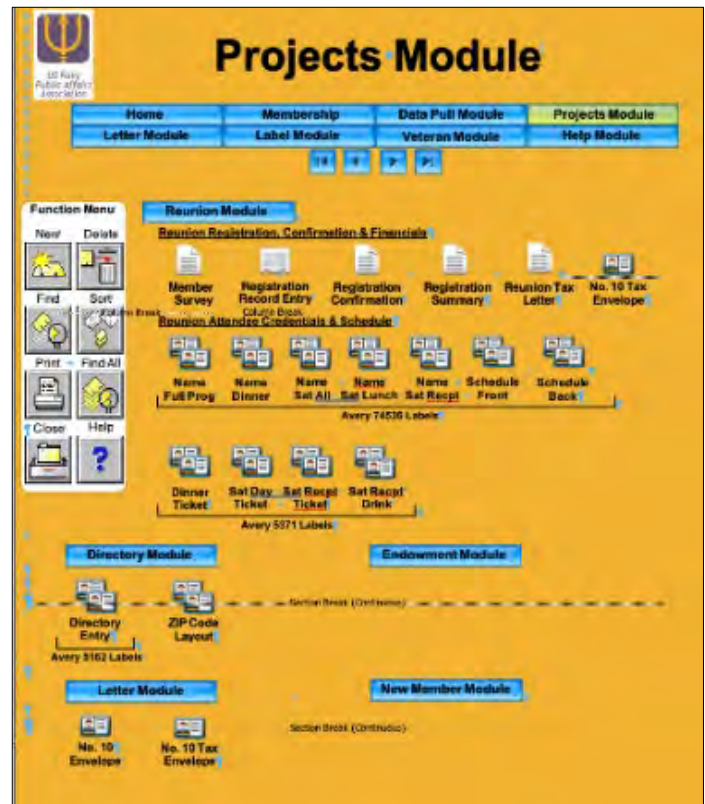 Projects Module
US Navy
Public Affairs
Association
Home Membership Data Pull Module Projects Module
Letter Module Label Module Veteran Module Help Module
Function Menu
New Delete
Find Sort
Print Find All
Close Help
Reunion Module
Reunion Registration, Confirmation & Financials
Member Survey
Registration Record Entry
Registration Confirmation
Registration Summary
Reunion Tax Letter
No. 10 Tax Envelope
Column Break
Column Break
Reunion Attendee Credentials & Schedule
Name Full Prog
Name Dinner
Name Sat All
Name Sat Lunch
Name Sat Recpt
Schedule Front
Schedule Back
Avery 74536 Labels
Dinner Ticket
Sat Day Ticket
Sat Recpt Ticket
Sat Recpt Drink
Avery 5371 Labels
Directory Module
Endowment Module
Section Break (Continuous)
Directory Entry
ZIP Code Layout
Avery 5162 Labels
Letter Module
New Member Module
Section Break (Continuous)
No. 10 Envelope
No. 10 Tax Envelope